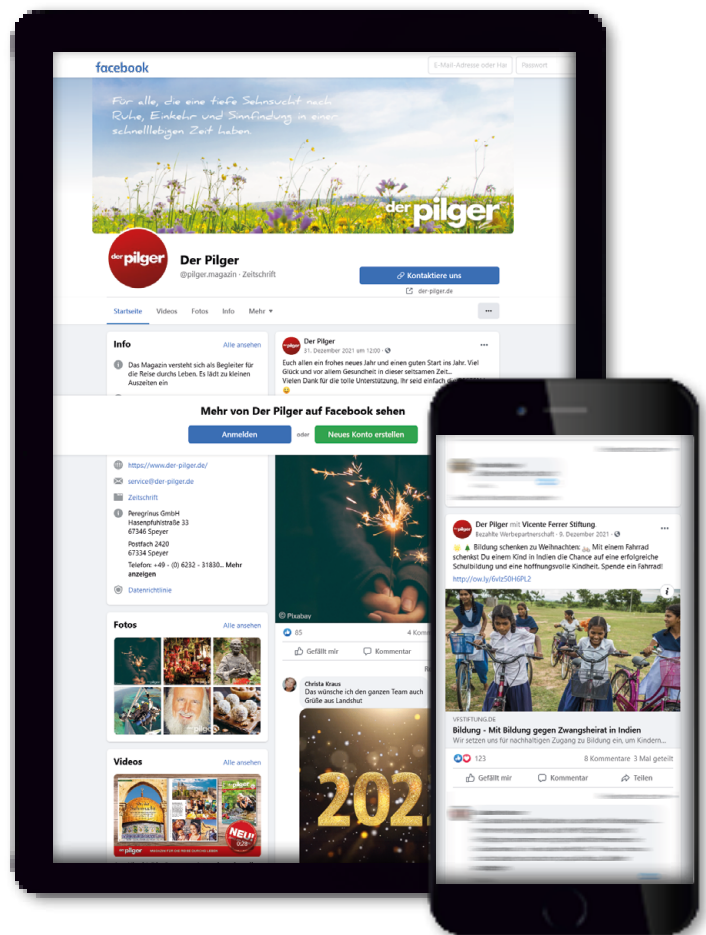 facebook
E-Mail-Adresse oder Han
Passwort
Für alle, die eine tiefe Sehnsucht nach
Ruhe, Einkehr und Sinnfindung in einer
schnelllebigen Zeit haben.
der pilger
der pilger
Der Pilger
@pilger.magazin · Zeitschrift
Kontaktiere uns
der-pilger.de
Startseite Videos Fotos Info Mehr
Info Alle ansehen
Das Magazin versteht sich als Begleiter für
die Reise durchs Leben. Es lädt zu kleinen
Auszeiten ein
Der Pilger
31. Dezember 2021 um 12:00 ·
Euch allen ein frohes neues Jahr und einen guten Start ins Jahr. Viel
Glück und vor allem Gesundheit in dieser seltsamen Zeit...
Vielen Dank für die tolle Unterstützung, Ihr seid einfach
Mehr von Der Pilger auf Facebook sehen
Anmelden oder Neues Konto erstellen
https://www.der-pilger.de/
service@der-pilger.de
Zeitschrift
Peregrinus GmbH
Hasenpfuhlstraße 33
67346 Speyer
Postfach 2420
67334 Speyer
Telefon: +49 - (0) 6232 - 31830... Mehr
anzeigen
Datenrichtlinie
Fotos Alle ansehen
Videos Alle ansehen
pilger
NEU!
0:28
der pilger
© Pixabay
85 4 Kom
Gefällt mir Kommentar
Christa Kraus
Das wünsche ich den ganzen Team auch
Grüße aus Landshut
202
Der Pilger mit Vicente Ferrer Stiftung.
Bezahlte Werbepartnerschaft · 9. Dezember 2021 ·
Bildung schenken zu Weihnachten: Mit einem Fahrrad
schenkst Du einem Kind in Indien die Chance auf eine erfolgreiche
Schulbildung und eine hoffnungsvolle Kindheit. Spende ein Fahrrad!
http://ow.ly/6vlz50H6PL2
VFSTIFTUNG.DE
Bildung - Mit Bildung gegen Zwangsheirat in Indien
Wir setzen uns für nachhaltigen Zugang zu Bildung ein, um Kindern...
123 8 Kommentare 3 Mal geteilt
Gefällt mir Kommentar Teilen